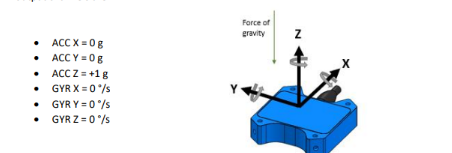 Force of
gravity
Z
X
Y
• ACC X = 0 g
• ACC Y = 0 g
• ACC Z = +1 g
• GYR X = 0 °/s
• GYR Y = 0 °/s
• GYR Z = 0 °/s